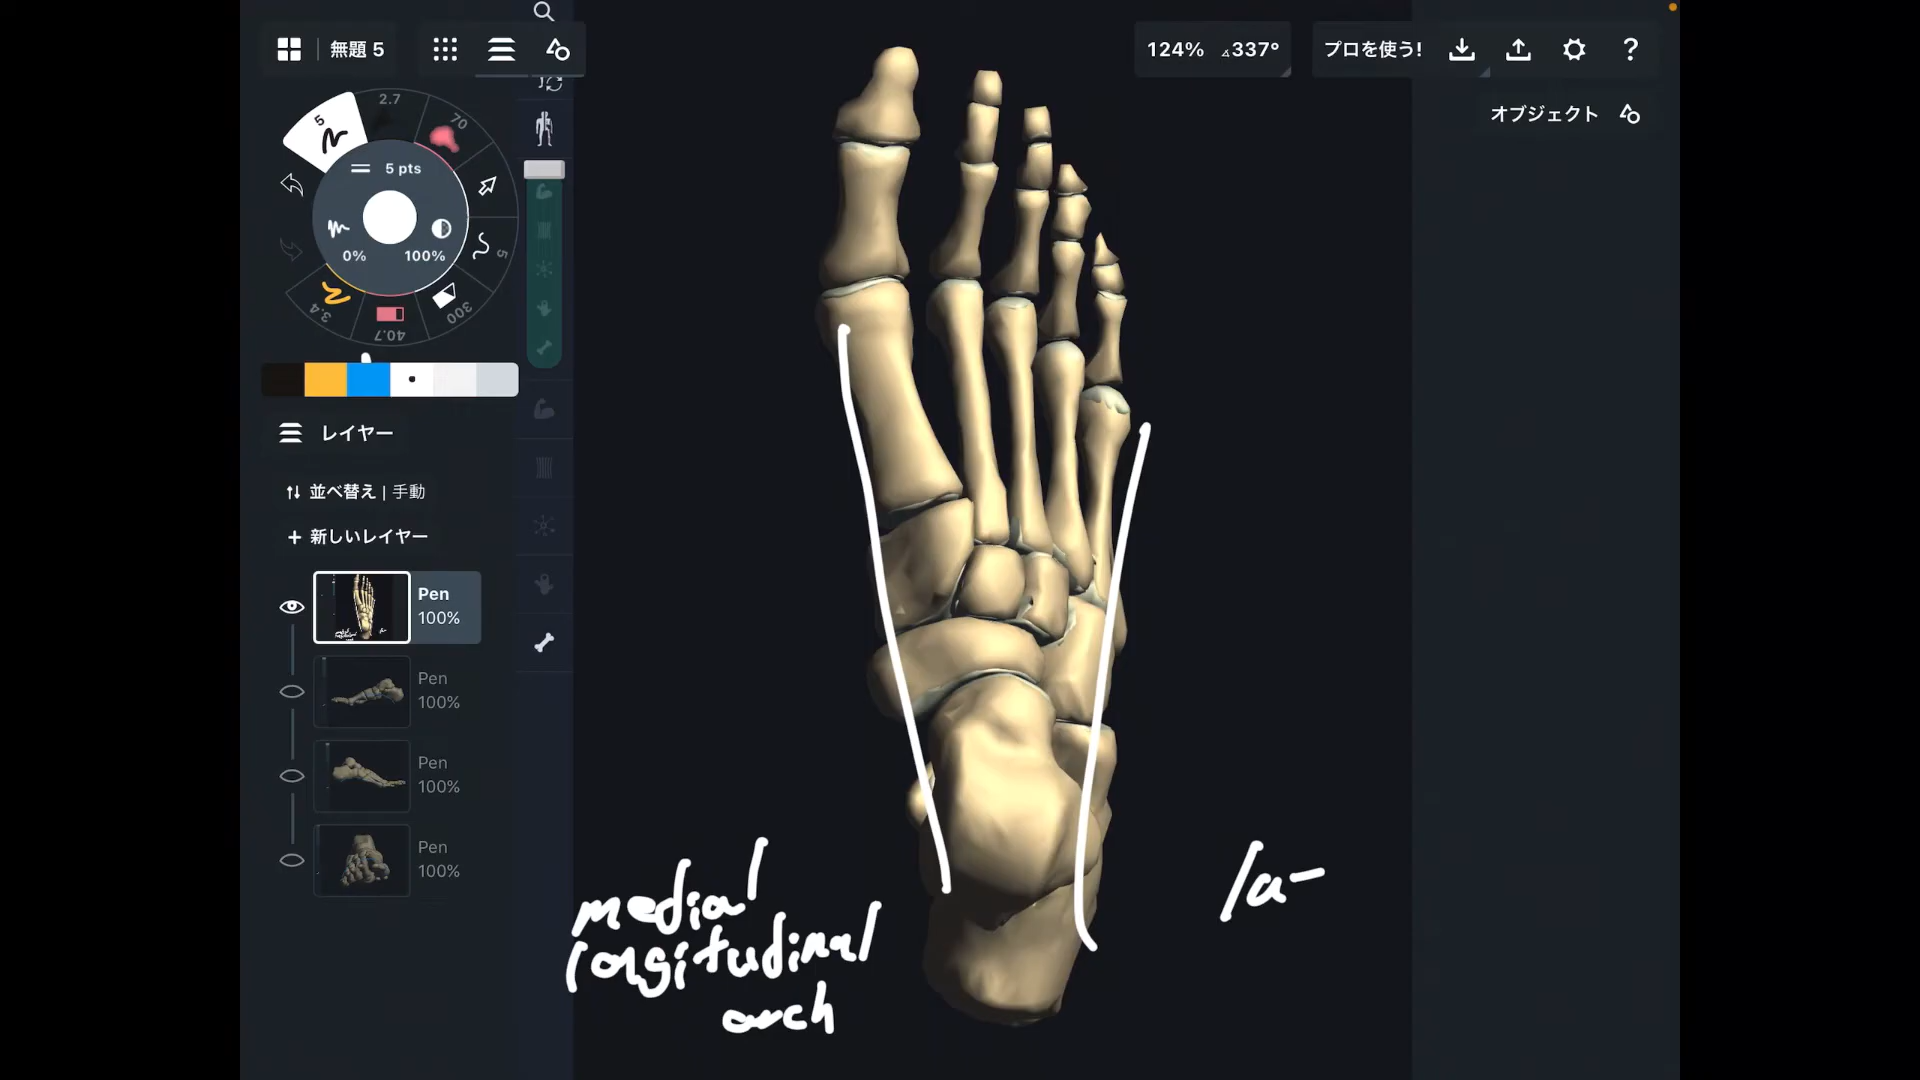 無題 5
124% ⊿337°
プロを使う!
?
オブジェクト
2.7
5
70
5 pts
5
0%
100%
3.4
40.7
300
レイヤー
並べ替え | 手動
+ 新しいレイヤー
Pen
100%
Pen
100%
Pen
100%
Pen
100%
medial
longitudinal
arch
la-